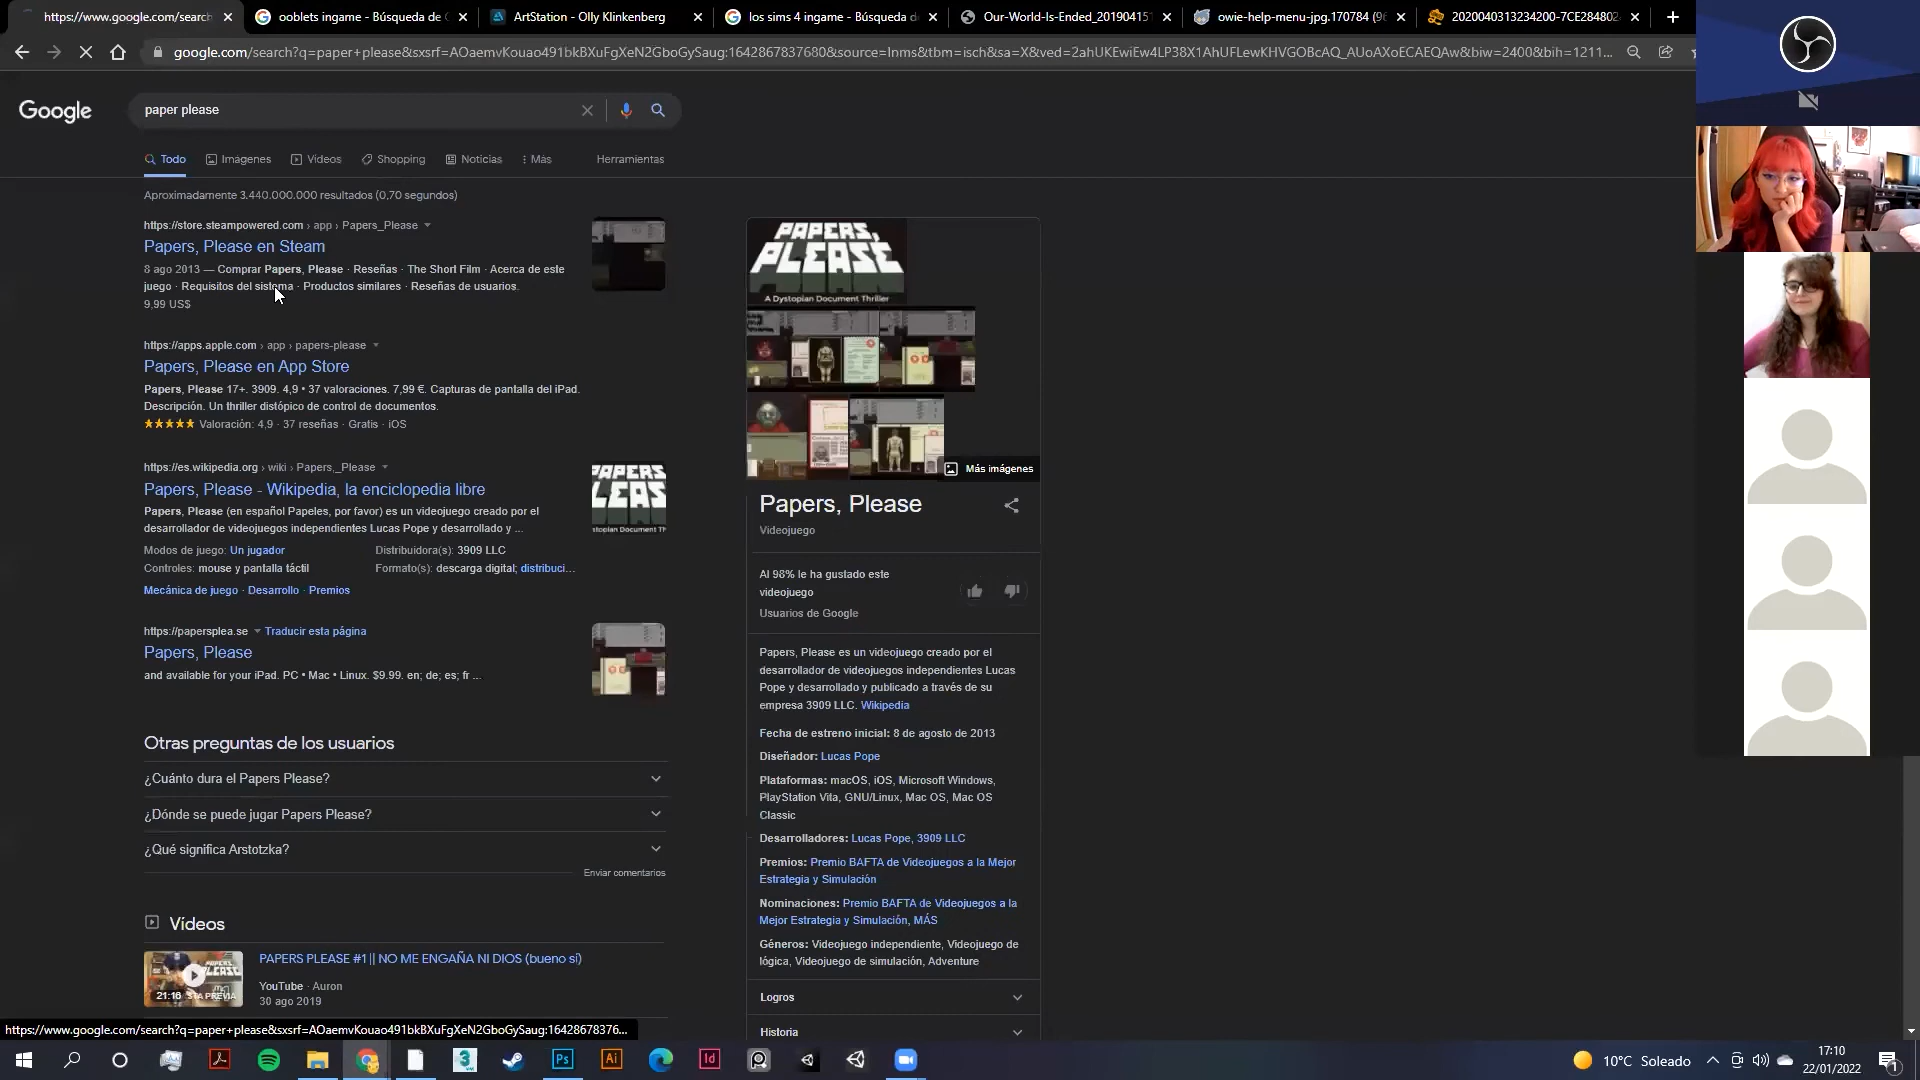 https://www.google.com/search
ooblets ingame - Búsqueda de
ArtStation - Olly Klinkenberg
los sims 4 ingame - Búsqueda de
Our-World-Is-Ended_20190415
owie-help-menu-jpg.170784 (9
2020040313234200-7CE284802
google.com/search?q=paper+please&sxsrf=AOaemvKouao491bkBXuFgXeN2GboGySaug:1642867837680&source=lnms&tbm=isch&sa=X&ved=2ahUKEwiEw4LP38X1AhUFLewKHVGOBcAQ_AUoAXoECAEQAw&biw=2400&bih=1211...
Google
paper please
Todo
Imágenes
Vídeos
Shopping
Noticias
Más
Herramientas
Aproximadamente 3.440.000.000 resultados (0,70 segundos)
https://store.steampowered.com › app › Papers_Please
Papers, Please en Steam
8 ago 2013 — Comprar Papers, Please · Reseñas · The Short Film · Acerca de este
juego · Requisitos del sistema · Productos similares · Reseñas de usuarios.
9,99 US$
https://apps.apple.com › app › papers-please
Papers, Please en App Store
Papers, Please 17+. 3909. 4,9 • 37 valoraciones. 7,99 €. Capturas de pantalla del iPad.
Descripción. Un thriller distópico de control de documentos.
Valoración: 4,9 · 37 reseñas · Gratis · iOS
https://es.wikipedia.org › wiki › Papers,_Please
Papers, Please - Wikipedia, la enciclopedia libre
Papers, Please (en español Papeles, por favor) es un videojuego creado por el
desarrollador de videojuegos independientes Lucas Pope y desarrollado y ...
Modos de juego: Un jugador
Distribuidora(s): 3909 LLC
Controles: mouse y pantalla táctil
Formato(s): descarga digital; distribuci...
Mecánica de juego · Desarrollo · Premios
https://papersplea.se
Traducir esta página
Papers, Please
and available for your iPad. PC • Mac • Linux. $9.99. en; de; es; fr ...
Otras preguntas de los usuarios
¿Cuánto dura el Papers Please?
¿Dónde se puede jugar Papers Please?
¿Qué significa Arstotzka?
Enviar comentarios
Vídeos
PAPERS PLEASE #1 || NO ME ENGAÑA NI DIOS (bueno sí)
YouTube · Auron
30 ago 2019
21:16
VISTA PREVIA
https://www.google.com/search?q=paper+please&sxsrf=AOaemvKouao491bkBXuFgXeN2GboGySaug:16428678376...
PAPERS,
PLEASE
A Dystopian Document Thriller
Más imágenes
Papers, Please
Videojuego
Al 98% le ha gustado este
videojuego
Usuarios de Google
Papers, Please es un videojuego creado por el
desarrollador de videojuegos independientes Lucas
Pope y desarrollado y publicado a través de su
empresa 3909 LLC. Wikipedia
Fecha de estreno inicial: 8 de agosto de 2013
Diseñador: Lucas Pope
Plataformas: macOS, iOS, Microsoft Windows,
PlayStation Vita, GNU/Linux, Mac OS, Mac OS
Classic
Desarrolladores: Lucas Pope, 3909 LLC
Premios: Premio BAFTA de Videojuegos a la Mejor
Estrategia y Simulación
Nominaciones: Premio BAFTA de Videojuegos a la
Mejor Estrategia y Simulación, MÁS
Géneros: Videojuego independiente, Videojuego de
lógica, Videojuego de simulación, Adventure
Logros
Historia
3
Ps
Ai
Id
10°C Soleado
17:10
22/01/2022
1